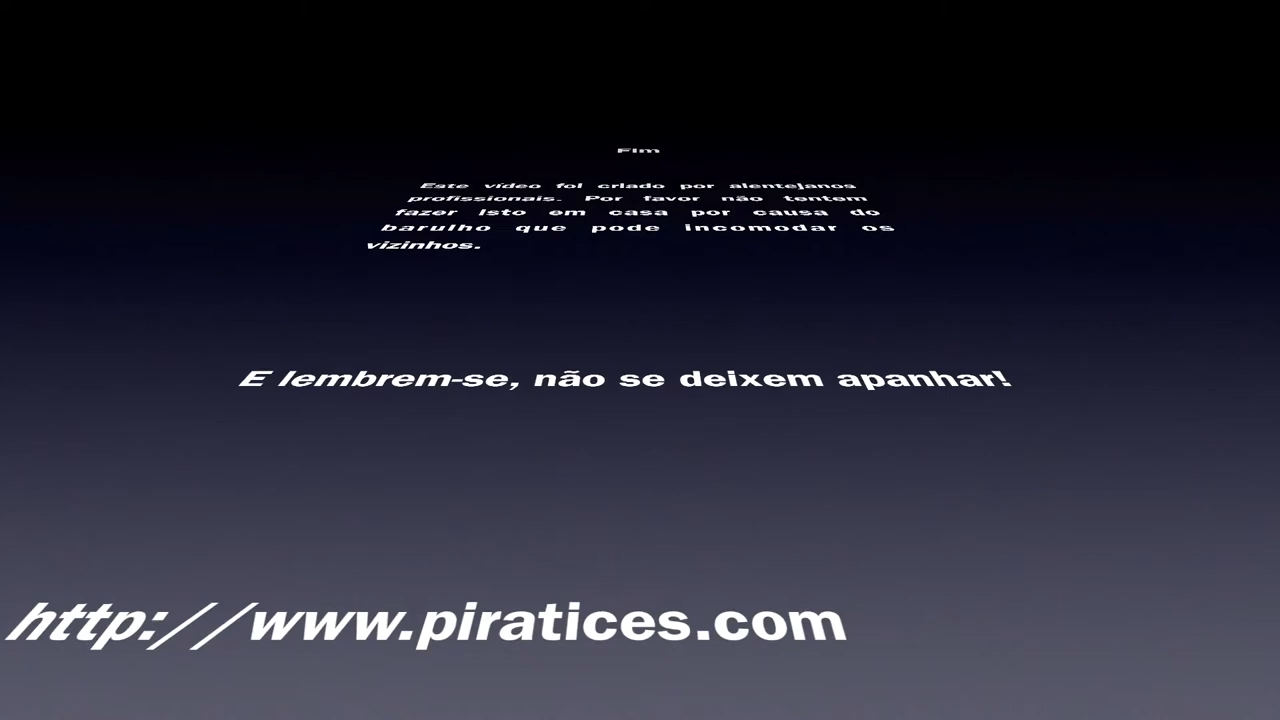 Fim
Este vídeo foi criado por alentejanos
profissionais. Por favor não tentem
fazer isto em casa por causa do
barulho que pode incomodar os
vizinhos.
E lembrem-se, não se deixem apanhar!
http://www.piratices.com